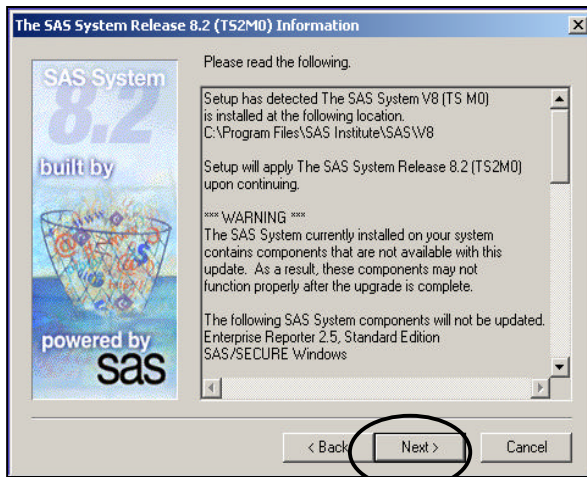 The SAS System Release 8.2 (TS2M0) Information
SAS System
8.2
built by
powered by
sas
Please read the following.
Setup has detected The SAS System V8 (TS M0)
is installed at the following location.
C:\Program Files\SAS Institute\SAS\V8
Setup will apply The SAS System Release 8.2 (TS2M0)
upon continuing.
*** WARNING ***
The SAS System currently installed on your system
contains components that are not available with this
update. As a result, these components may not
function properly after the upgrade is complete.
The following SAS System components will not be updated.
Enterprise Reporter 2.5, Standard Edition
SAS/SECURE Windows
< Back Next > Cancel